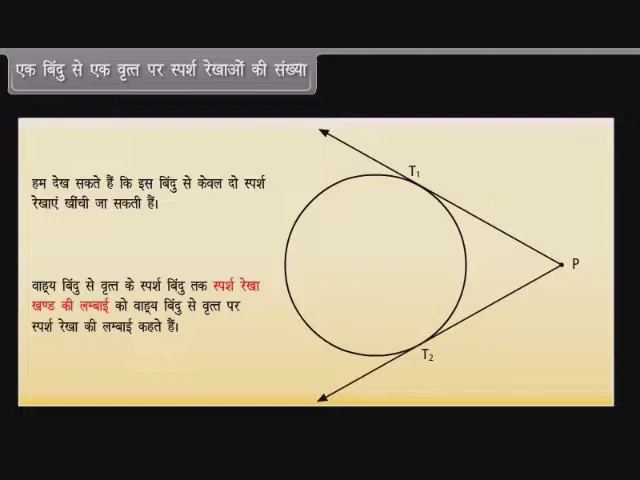 एक बिंदु से एक वृत्त पर स्पर्श रेखाओं की संख्या
हम देख सकते हैं कि इस बिंदु से केवल दो स्पर्श
रेखाएं खींची जा सकती हैं।
वाह्य बिंदु से वृत्त के स्पर्श बिंदु तक स्पर्श रेखा
खण्ड की लम्बाई को वाह्य बिंदु से वृत्त पर
स्पर्श रेखा की लम्बाई कहते हैं।
T₁
P
T₂